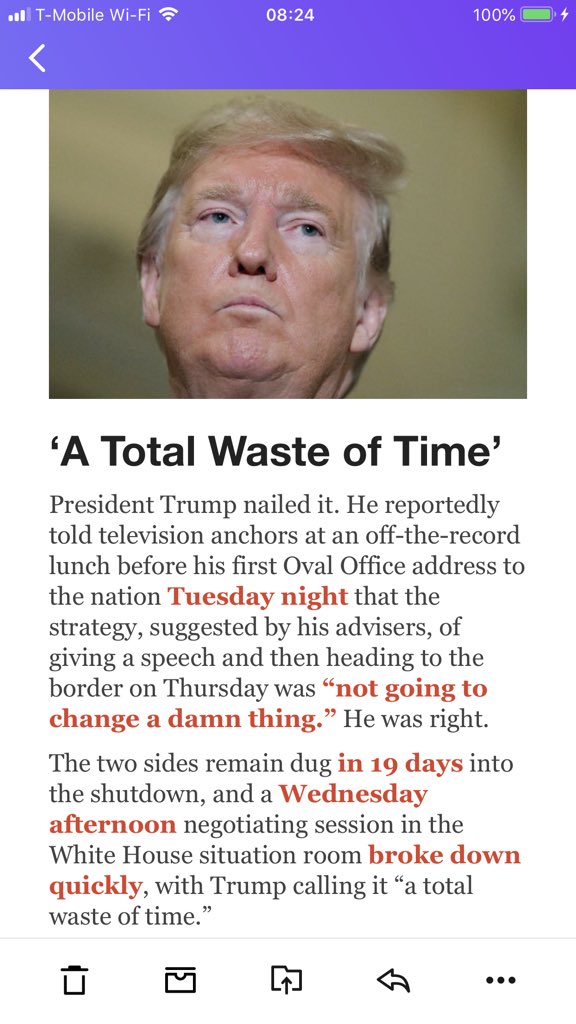 T-Mobile Wi-Fi 08:24 100%
‘A Total Waste of Time’
President Trump nailed it. He reportedly
told television anchors at an off-the-record
lunch before his first Oval Office address to
the nation Tuesday night that the
strategy, suggested by his advisers, of
giving a speech and then heading to the
border on Thursday was “not going to
change a damn thing.” He was right.
The two sides remain dug in 19 days into
the shutdown, and a Wednesday
afternoon negotiating session in the
White House situation room broke down
quickly, with Trump calling it “a total
waste of time.”